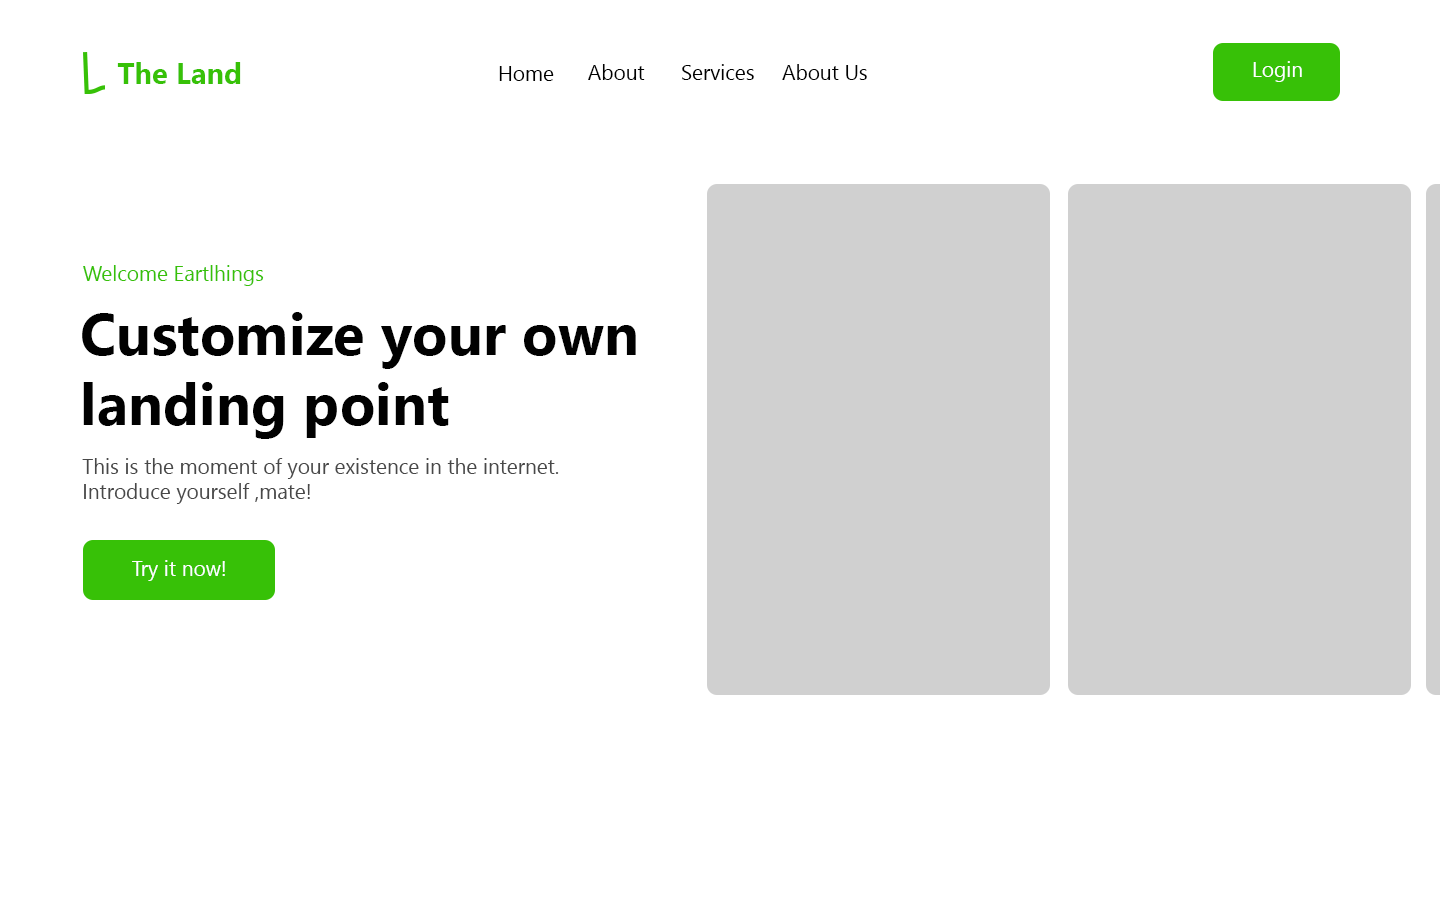 The Land
Home About Services About Us
Login
Welcome Eartlhings
Customize your own
landing point
This is the moment of your existence in the internet.
Introduce yourself ,mate!
Try it now!